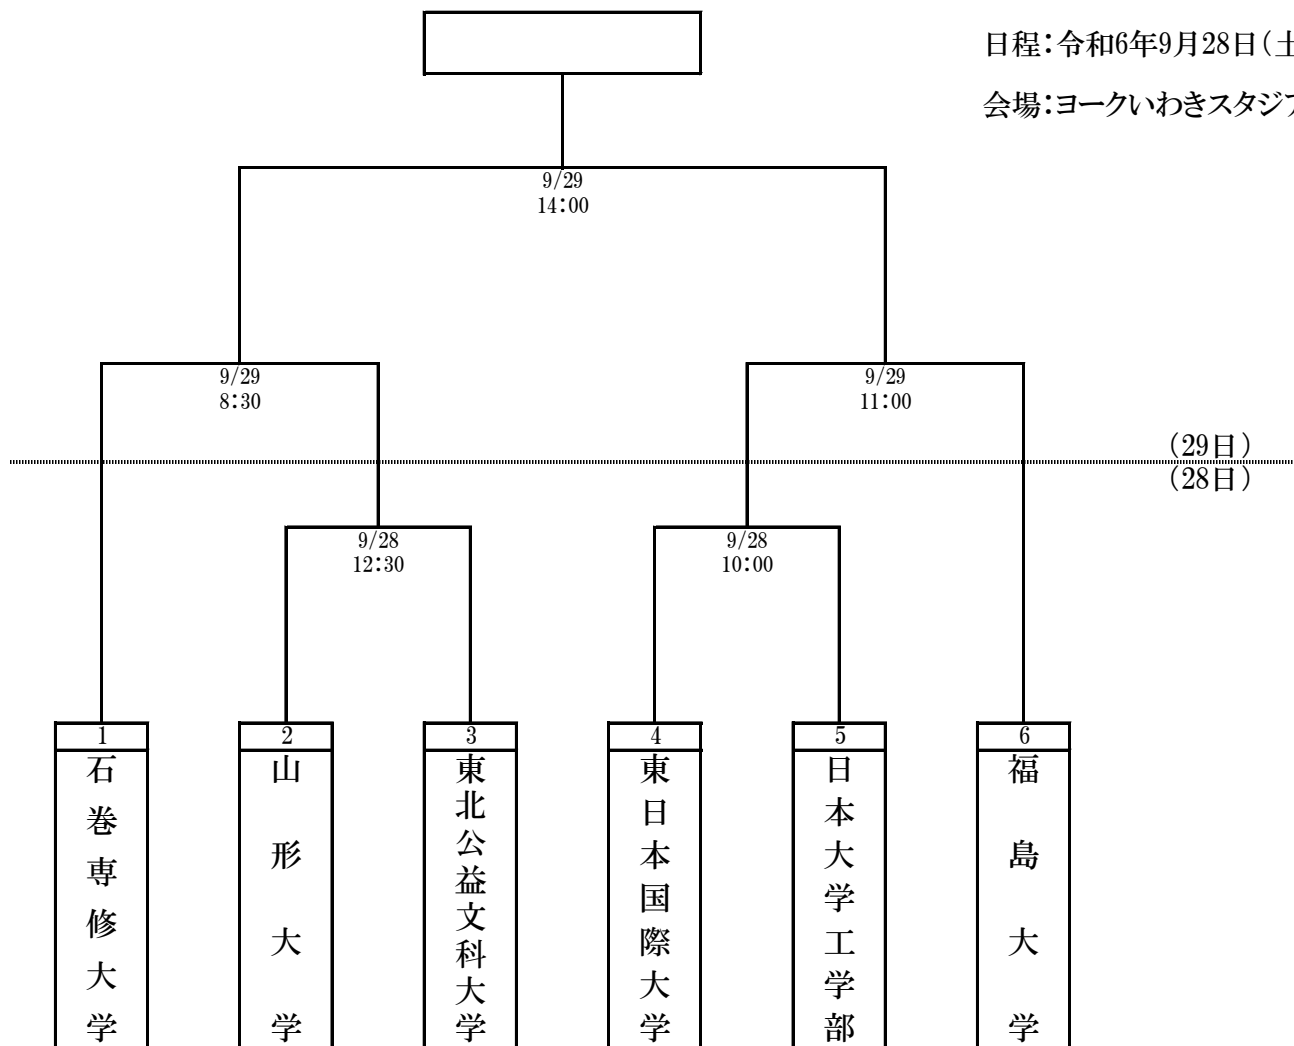 日程：令和6年9月28日（土
会場：ヨークいわきスタジア
9/29
14：00
9/29
8：30
9/29
11：00
（29日）
（28日）
9/28
12：30
9/28
10：00
1
石巻専修大学
2
山形大学
3
東北公益文科大学
4
東日本国際大学
5
日本大学工学部
6
福島大学